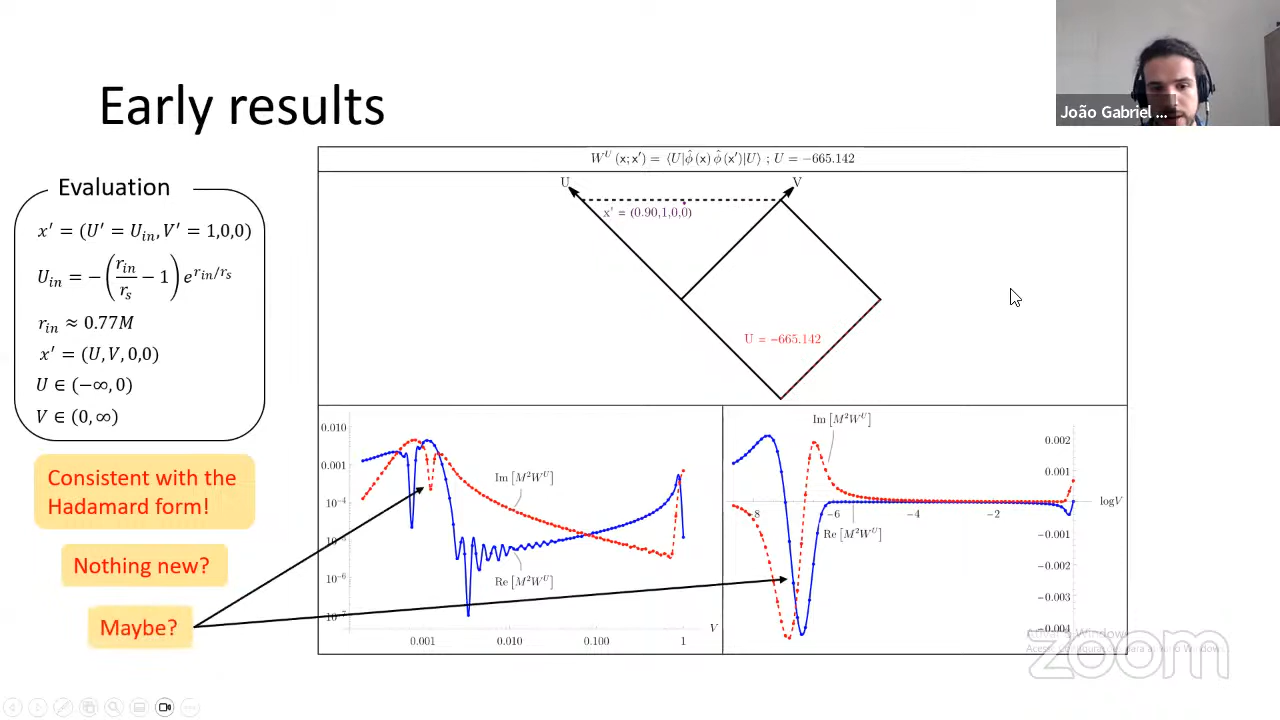 João Gabriel ...
Early results
Evaluation
x′ = (U′ = U_in, V′ = 1,0,0)
U_in = −(r_in/r_s − 1) e^{r_in/r_s}
r_in ≈ 0.77M
x′ = (U, V, 0,0)
U ∈ (−∞, 0)
V ∈ (0, ∞)
Consistent with the
Hadamard form!
Nothing new?
Maybe?
W^U (x; x′) = ⟨U|ϕ̂ (x) ϕ̂ (x′)|U⟩ ; U = −665.142
U
V
x′ = (0.90,1,0,0)
U = −665.142
0.010
0.001
10⁻⁴
10⁻⁶
Im [M²W^U]
Re [M²W^U]
0.001
0.010
0.100
1
V
Im [M²W^U]
0.002
0.001
−8
−6
−4
−2
log V
Re [M²W^U]
−0.001
−0.002
−0.003
−0.004
zoom